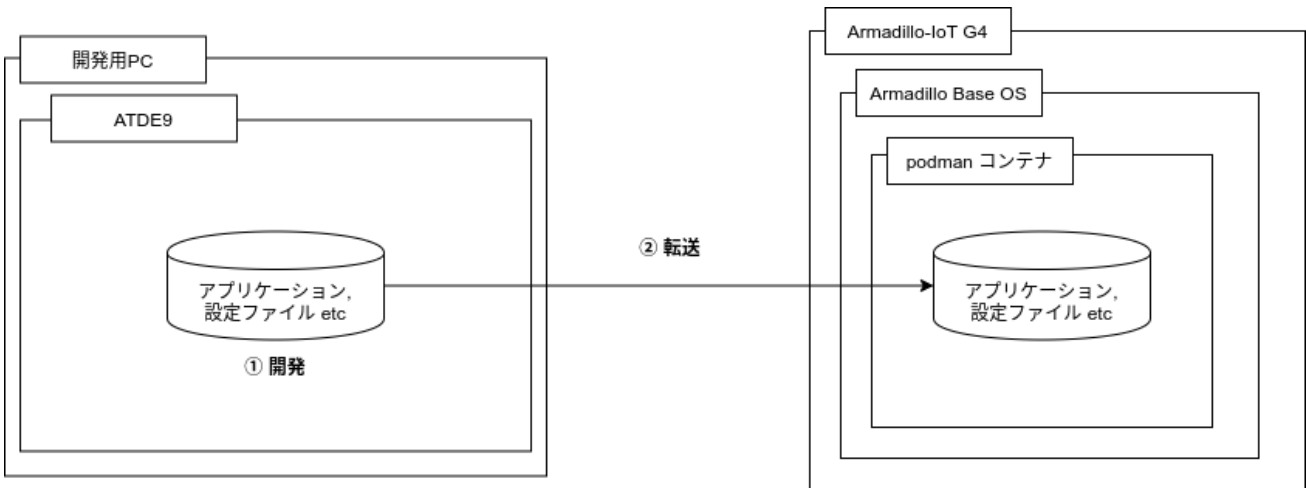 開発用PC
ATDE9
アプリケーション,
設定ファイル etc
① 開発
② 転送
Armadillo-IoT G4
Armadillo Base OS
podman コンテナ
アプリケーション,
設定ファイル etc